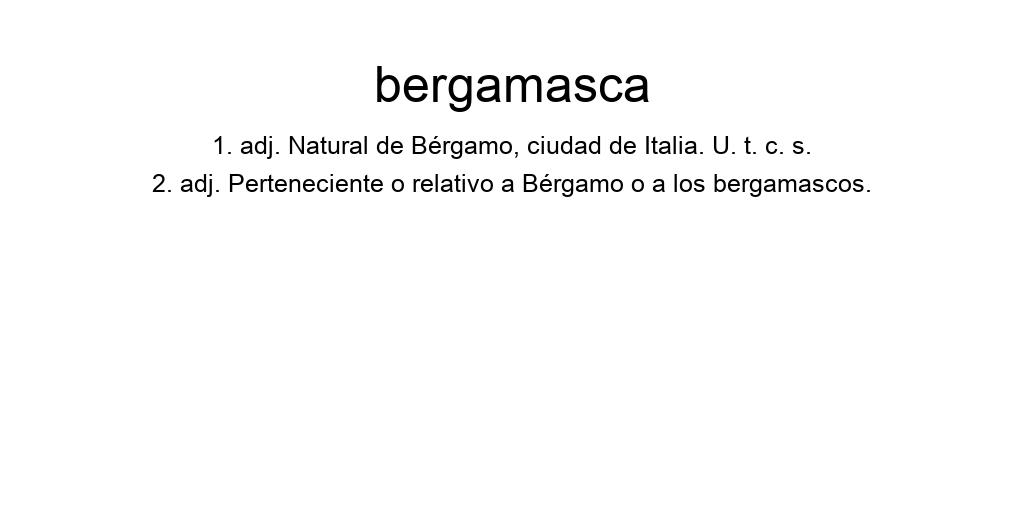 bergamasca
1. adj. Natural de Bérgamo, ciudad de Italia. U. t. c. s.
2. adj. Perteneciente o relativo a Bérgamo o a los bergamascos.